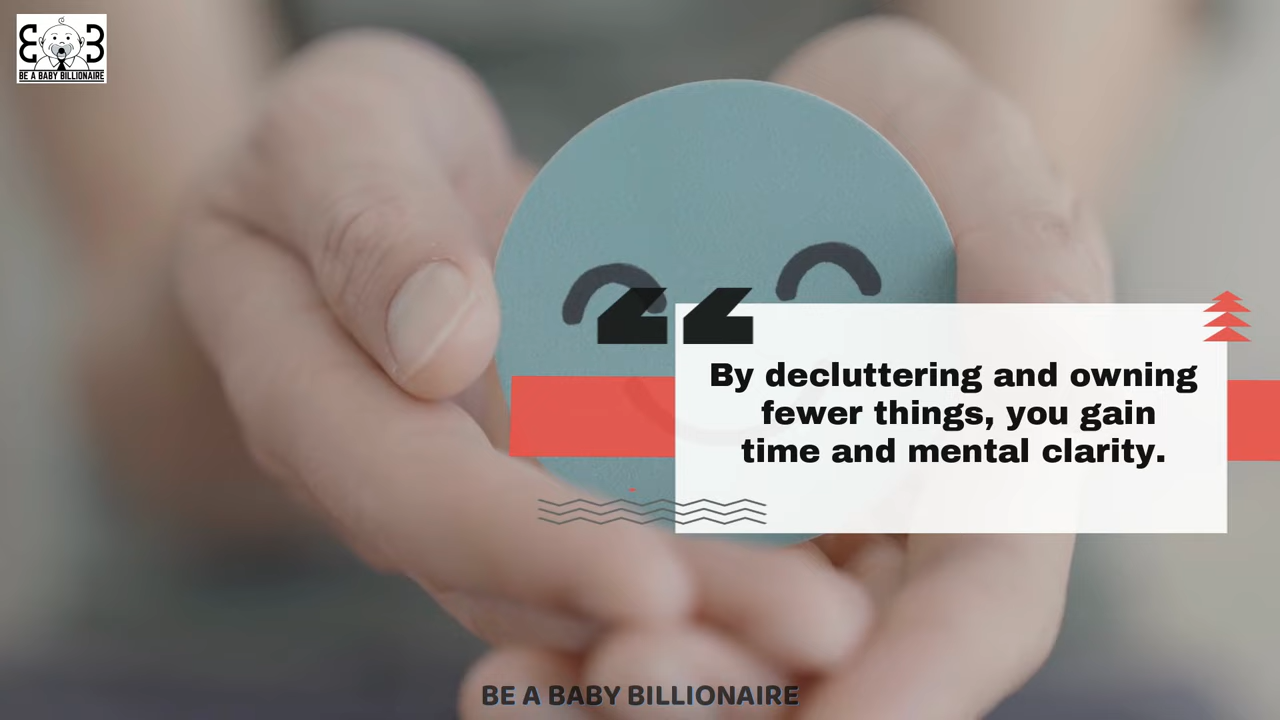 BE A BABY BILLIONAIRE
By decluttering and owning
fewer things, you gain
time and mental clarity.
BE A BABY BILLIONAIRE